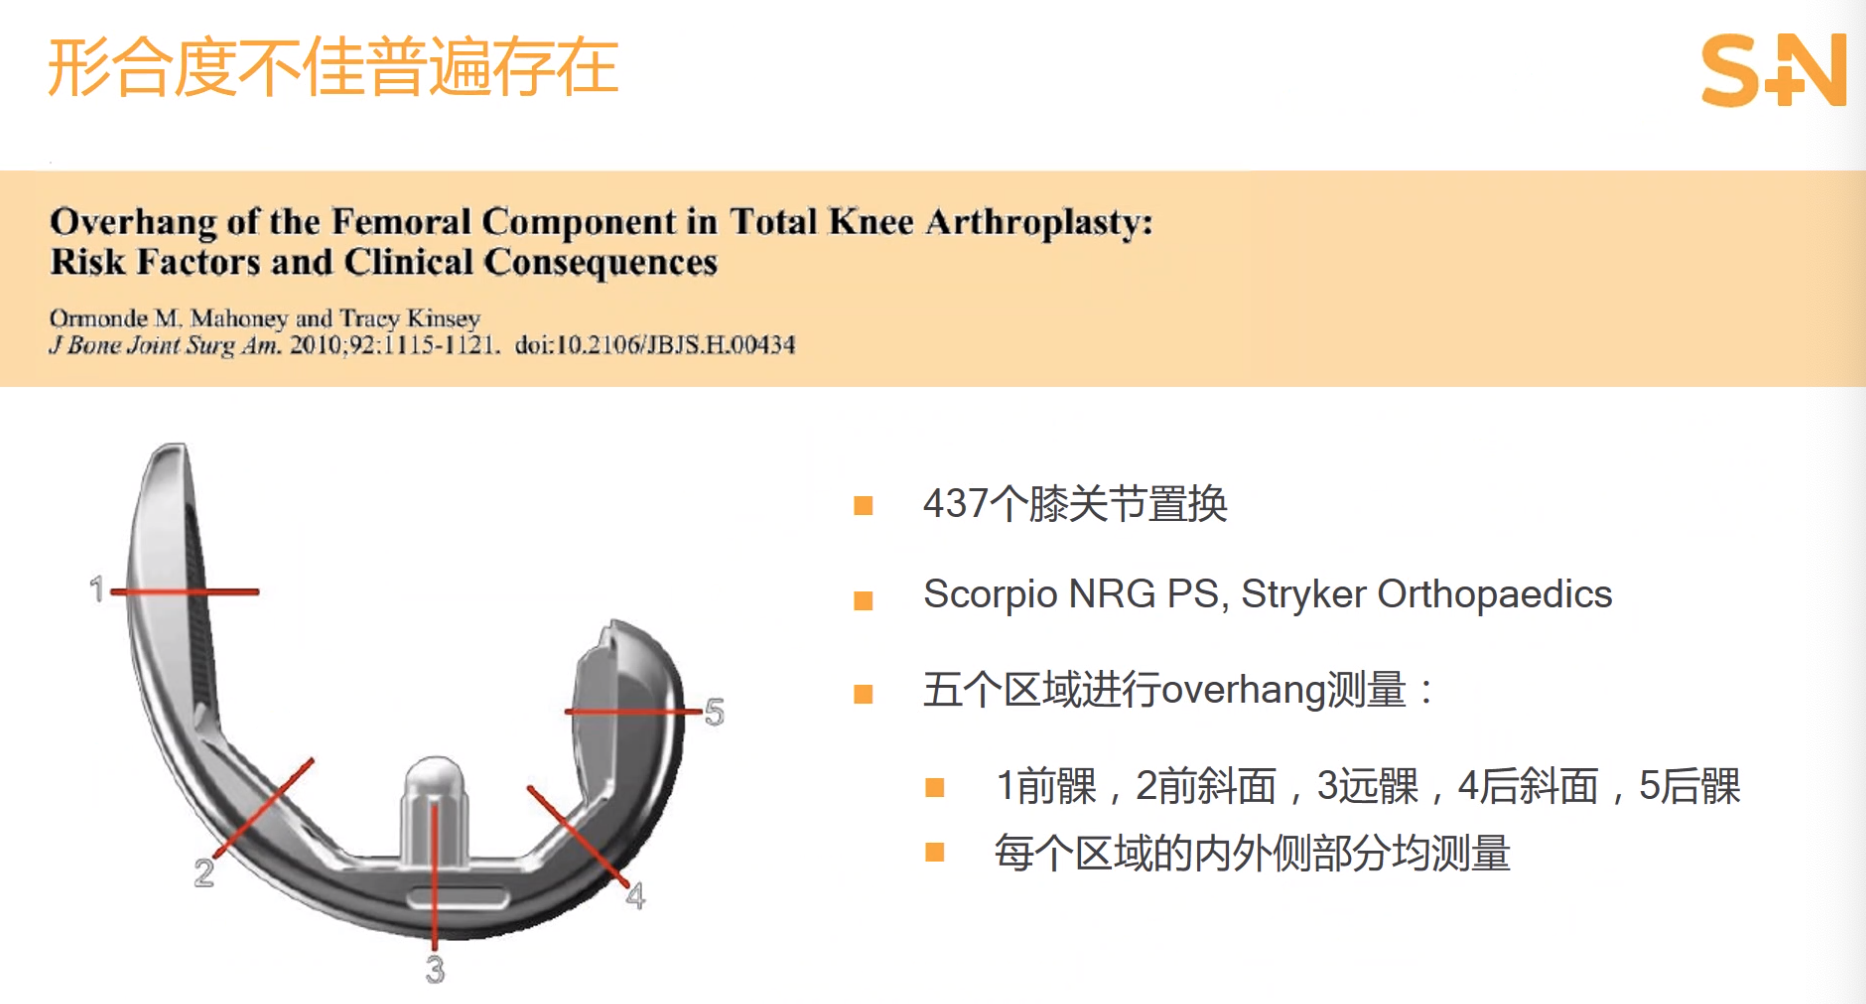 形合度不佳普遍存在
S+N
Overhang of the Femoral Component in Total Knee Arthroplasty:
Risk Factors and Clinical Consequences
Ormonde M. Mahoney and Tracy Kinsey
J Bone Joint Surg Am. 2010;92:1115-1121. doi:10.2106/JBJS.H.00434
1
2
3
4
5
437个膝关节置换
Scorpio NRG PS, Stryker Orthopaedics
五个区域进行overhang测量：
1前髁，2前斜面，3远髁，4后斜面，5后髁
每个区域的内外侧部分均测量